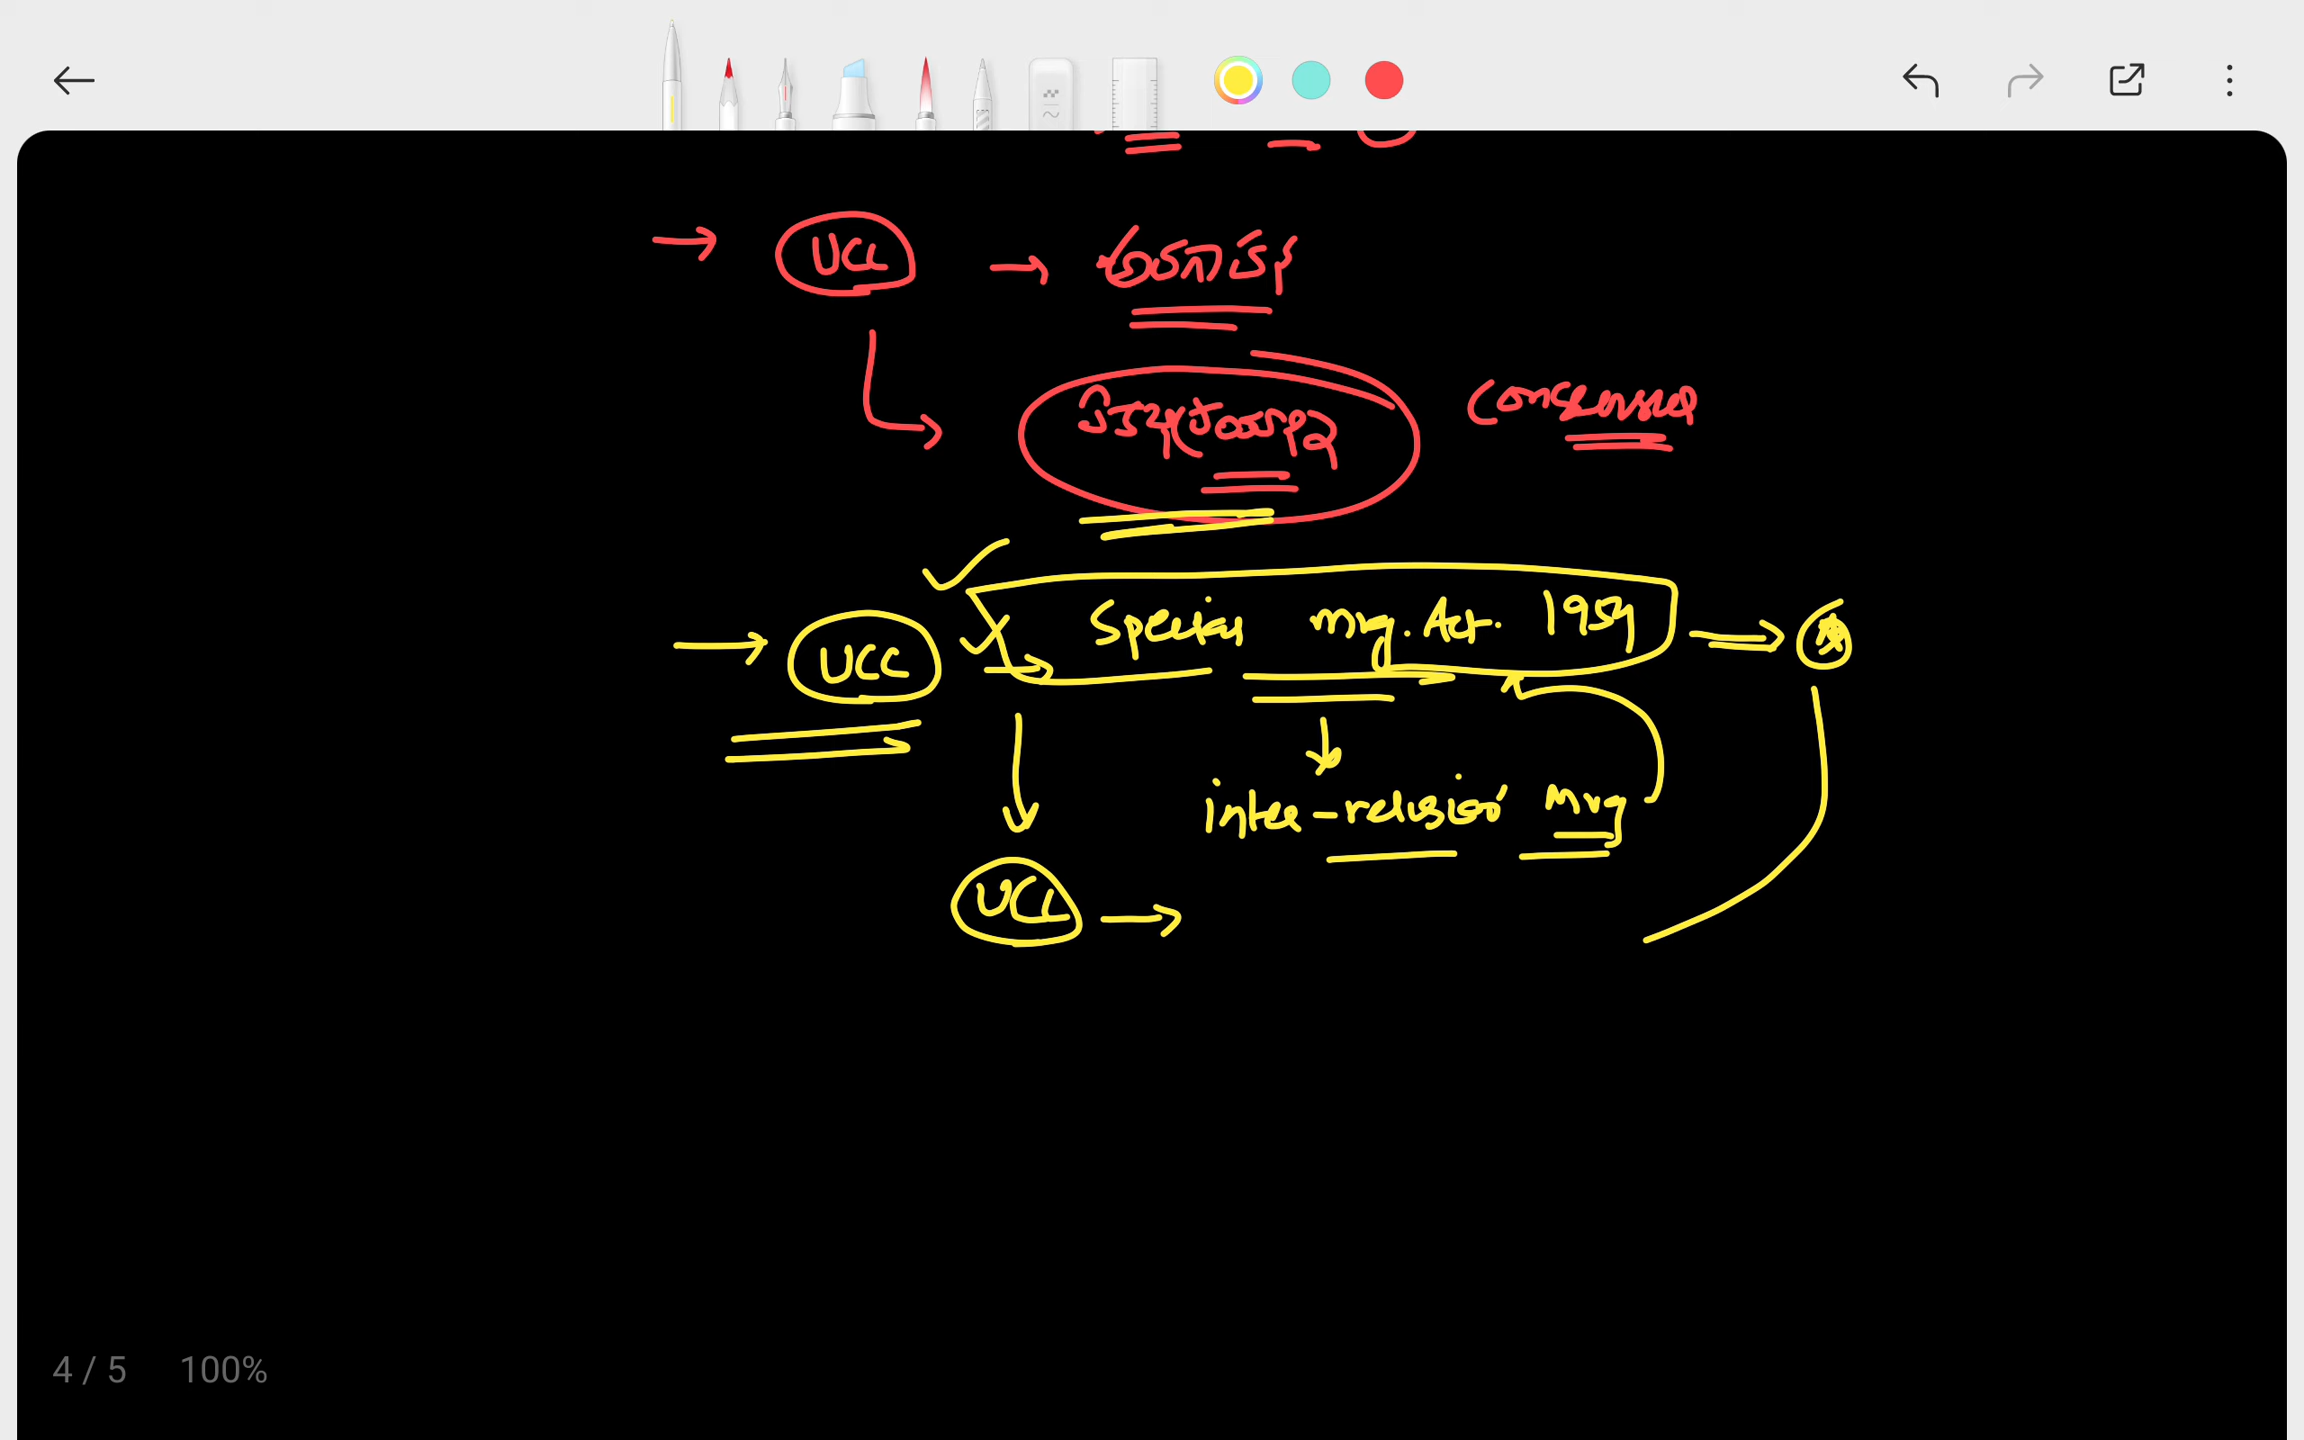 → UCC →
Consensus
→ UCC Special mrg. Act. 1954 →
inter-religion mrg
UCC →
4 / 5 100%